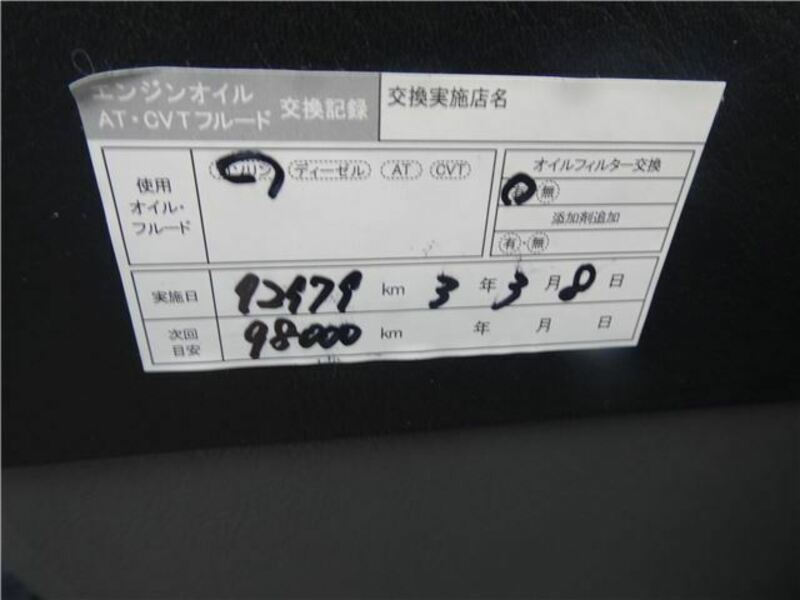 エンジンオイル
AT・CVTフルード 交換記録
交換実施店名
使用
オイル・
フルード
ガソリン ディーゼル AT CVT
オイルフィルター交換
有・無
添加剤追加
有・無
実施日 92979 km 3 年 3 月 8 日
次回
目安 98000 km 年 月 日